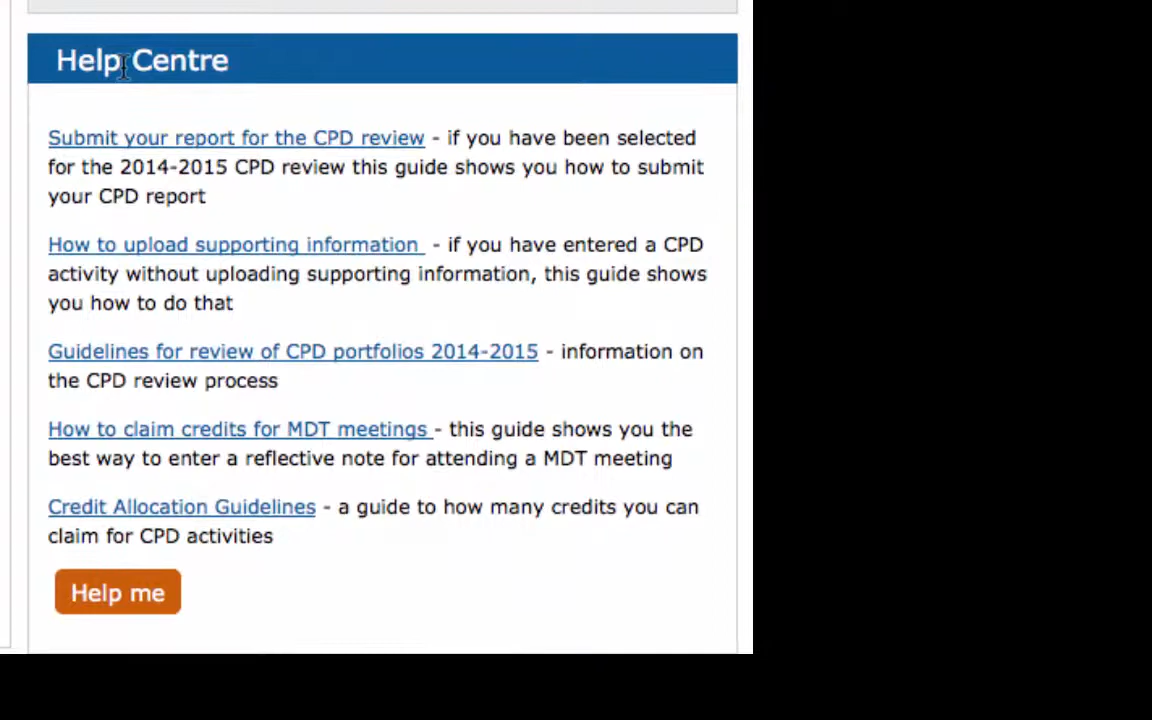 Help Centre
Submit your report for the CPD review - if you have been selected
for the 2014-2015 CPD review this guide shows you how to submit
your CPD report
How to upload supporting information - if you have entered a CPD
activity without uploading supporting information, this guide shows
you how to do that
Guidelines for review of CPD portfolios 2014-2015 - information on
the CPD review process
How to claim credits for MDT meetings - this guide shows you the
best way to enter a reflective note for attending a MDT meeting
Credit Allocation Guidelines - a guide to how many credits you can
claim for CPD activities
Help me